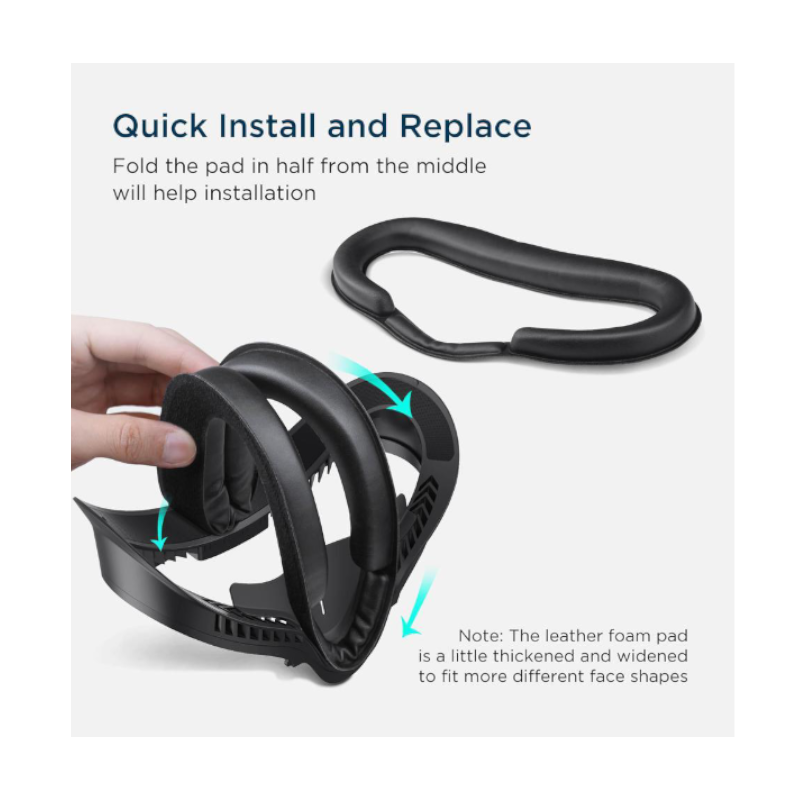 Quick Install and Replace
Fold the pad in half from the middle
will help installation
Note: The leather foam pad
is a little thickened and widened
to fit more different face shapes